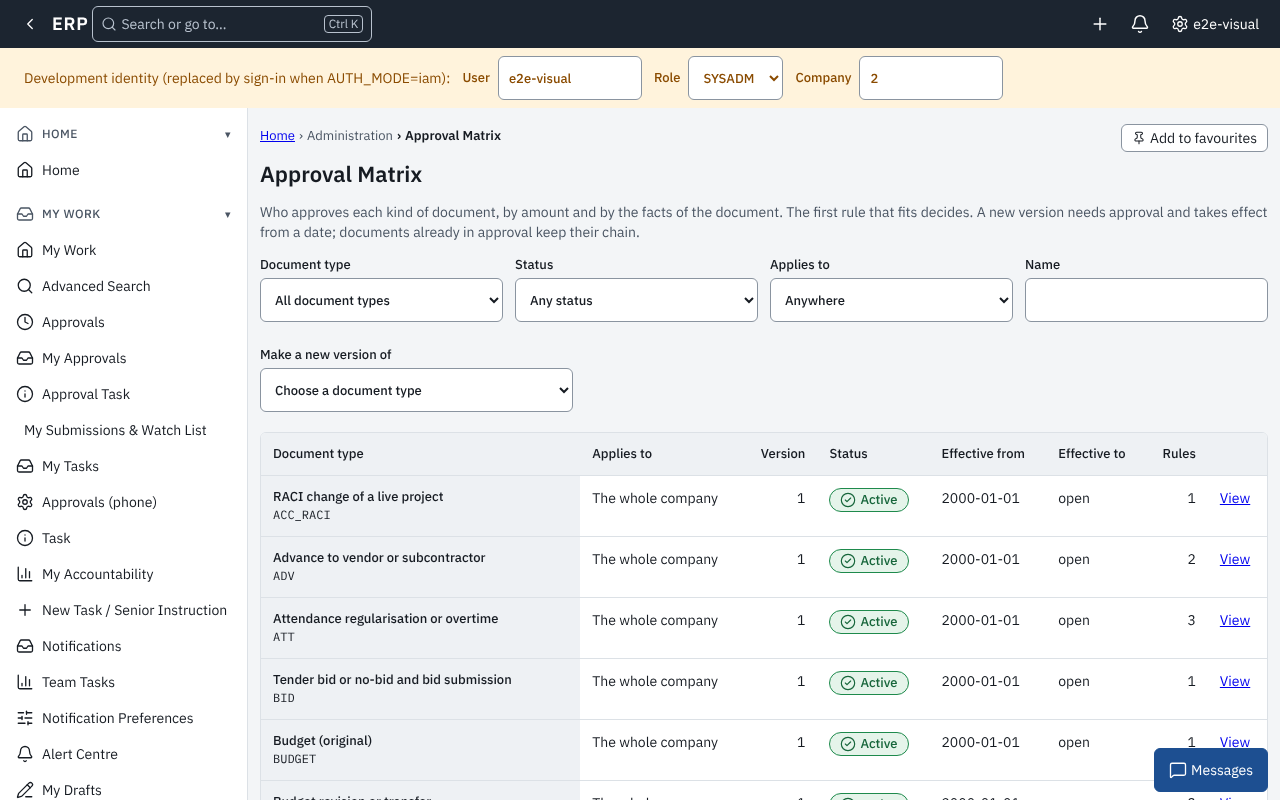 ERP
Search or go to...
Ctrl K
e2e-visual
Development identity (replaced by sign-in when AUTH_MODE=iam):
User
e2e-visual
Role
SYSADM
Company
2
HOME
Home
MY WORK
My Work
Advanced Search
Approvals
My Approvals
Approval Task
My Submissions & Watch List
My Tasks
Approvals (phone)
Task
My Accountability
New Task / Senior Instruction
Notifications
Team Tasks
Notification Preferences
Alert Centre
My Drafts
Home › Administration › Approval Matrix
Add to favourites
Approval Matrix
Who approves each kind of document, by amount and by the facts of the document. The first rule that fits decides. A new version needs approval and takes effect
from a date; documents already in approval keep their chain.
Document type
Status
Applies to
Name
All document types
Any status
Anywhere
Make a new version of
Choose a document type
Document type Applies to Version Status Effective from Effective to Rules
RACI change of a live project The whole company 1 Active 2000-01-01 open 1 View
ACC_RACI
Advance to vendor or subcontractor The whole company 1 Active 2000-01-01 open 2 View
ADV
Attendance regularisation or overtime The whole company 1 Active 2000-01-01 open 3 View
ATT
Tender bid or no-bid and bid submission The whole company 1 Active 2000-01-01 open 1 View
BID
Budget (original) The whole company 1 Active 2000-01-01 open 1 View
BUDGET
Messages